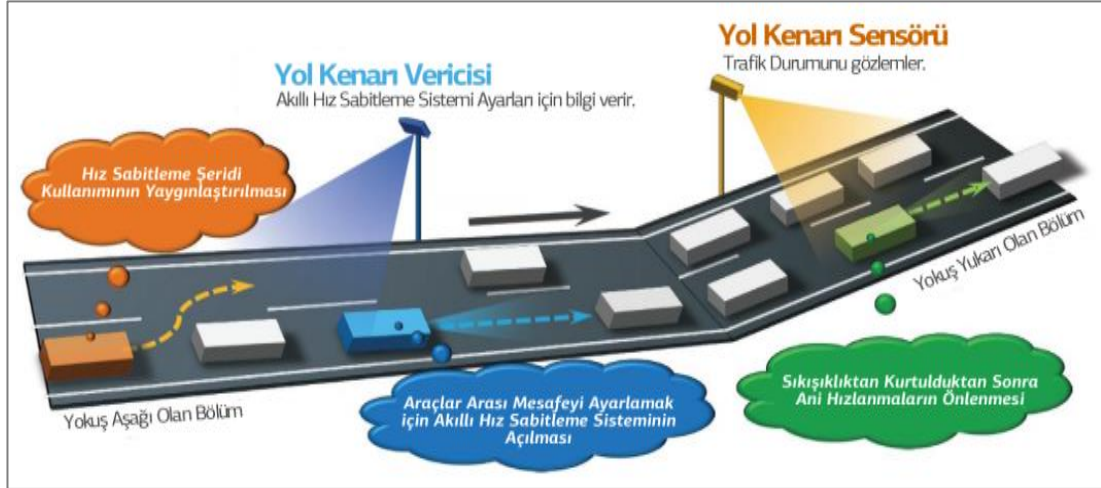 Yol Kenarı Sensörü
Trafik Durumunu gözlemler.
Yol Kenarı Vericisi
Akıllı Hız Sabitleme Sistemi Ayarları için bilgi verir.
Hız Sabitleme Şeridi
Kullanımının Yaygınlaştırılması
Yokuş Yukarı Olan Bölüm
Yokuş Aşağı Olan Bölüm
Araçlar Arası Mesafeyi Ayarlamak
için Akıllı Hız Sabitleme Sisteminin
Açılması
Sıkışıklıktan Kurtulduktan Sonra
Ani Hızlanmaların Önlenmesi